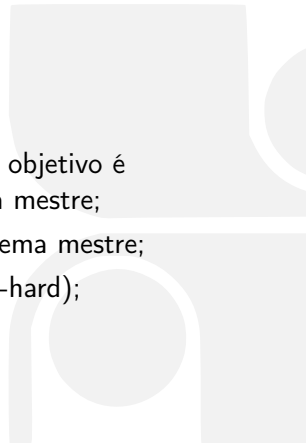 objetivo é
mestre;
ema mestre;
-hard);